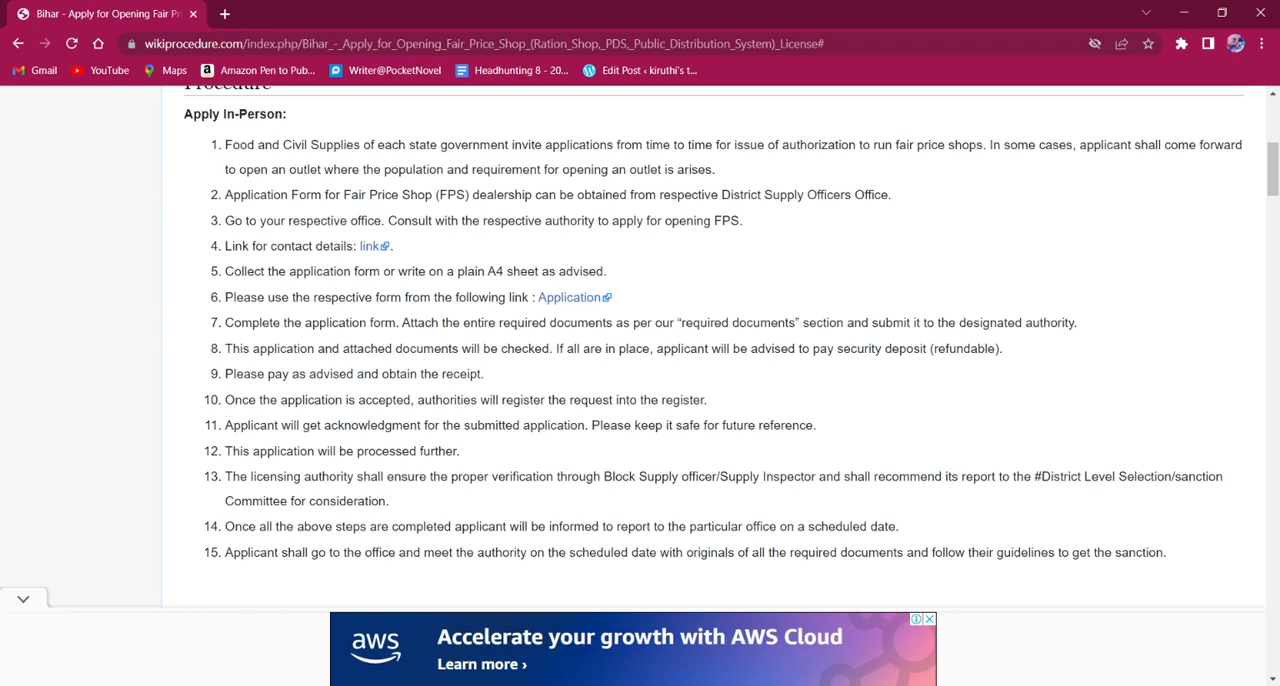 Bihar - Apply for Opening Fair Pri
wikiprocedure.com/index.php/Bihar_-_Apply_for_Opening_Fair_Price_Shop_(Ration_Shop,_PDS,_Public_Distribution_System)_License#
Gmail YouTube Maps Amazon Pen to Pub... Writer@PocketNovel Headhunting 8 - 20... Edit Post ‹ kiruthi's t...
Procedure
Apply In-Person:
1. Food and Civil Supplies of each state government invite applications from time to time for issue of authorization to run fair price shops. In some cases, applicant shall come forward
to open an outlet where the population and requirement for opening an outlet is arises.
2. Application Form for Fair Price Shop (FPS) dealership can be obtained from respective District Supply Officers Office.
3. Go to your respective office. Consult with the respective authority to apply for opening FPS.
4. Link for contact details: link.
5. Collect the application form or write on a plain A4 sheet as advised.
6. Please use the respective form from the following link : Application
7. Complete the application form. Attach the entire required documents as per our “required documents” section and submit it to the designated authority.
8. This application and attached documents will be checked. If all are in place, applicant will be advised to pay security deposit (refundable).
9. Please pay as advised and obtain the receipt.
10. Once the application is accepted, authorities will register the request into the register.
11. Applicant will get acknowledgment for the submitted application. Please keep it safe for future reference.
12. This application will be processed further.
13. The licensing authority shall ensure the proper verification through Block Supply officer/Supply Inspector and shall recommend its report to the #District Level Selection/sanction
Committee for consideration.
14. Once all the above steps are completed applicant will be informed to report to the particular office on a scheduled date.
15. Applicant shall go to the office and meet the authority on the scheduled date with originals of all the required documents and follow their guidelines to get the sanction.
aws
Accelerate your growth with AWS Cloud
Learn more ›